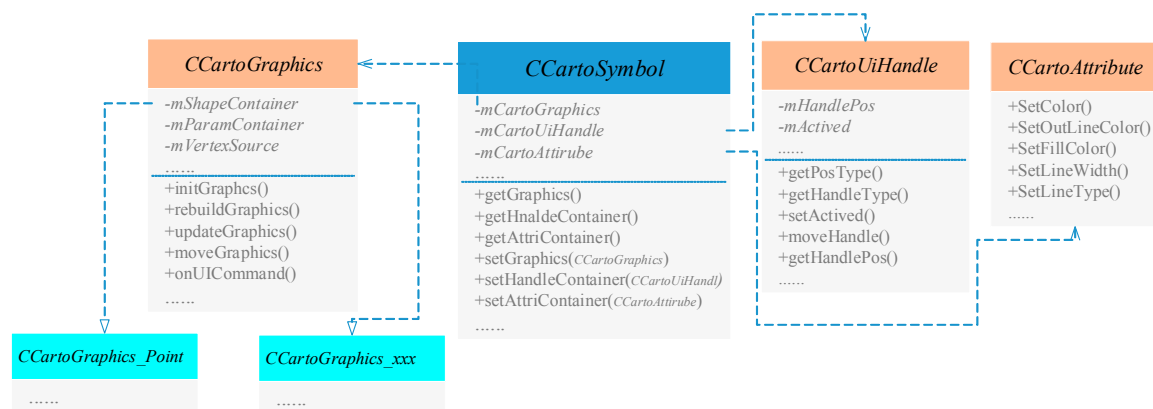 CCartoGraphics
-mShapeContainer
-mParamContainer
-mVertexSource
......
+initGraphcs()
+rebuildGraphics()
+updateGraphics()
+moveGraphics()
+onUICommand()
......
CCartoSymbol
-mCartoGraphics
-mCartoUiHandle
-mCartoAttirube
......
+getGraphics()
+getHnaldeContainer()
+getAttriContainer()
+setGraphics(CCartoGraphics)
+setHandleContainer(CCartoUiHandl)
+setAttriContainer(CCartoAttirube)
......
CCartoUiHandle
-mHandlePos
-mActived
......
+getPosType()
+getHandleType()
+setActived()
+moveHandle()
+getHandlePos()
......
CCartoAttribute
+SetColor()
+SetOutLineColor()
+SetFillColor()
+SetLineWidth()
+SetLineType()
......
CCartoGraphics_Point
......
CCartoGraphics_xxx
......